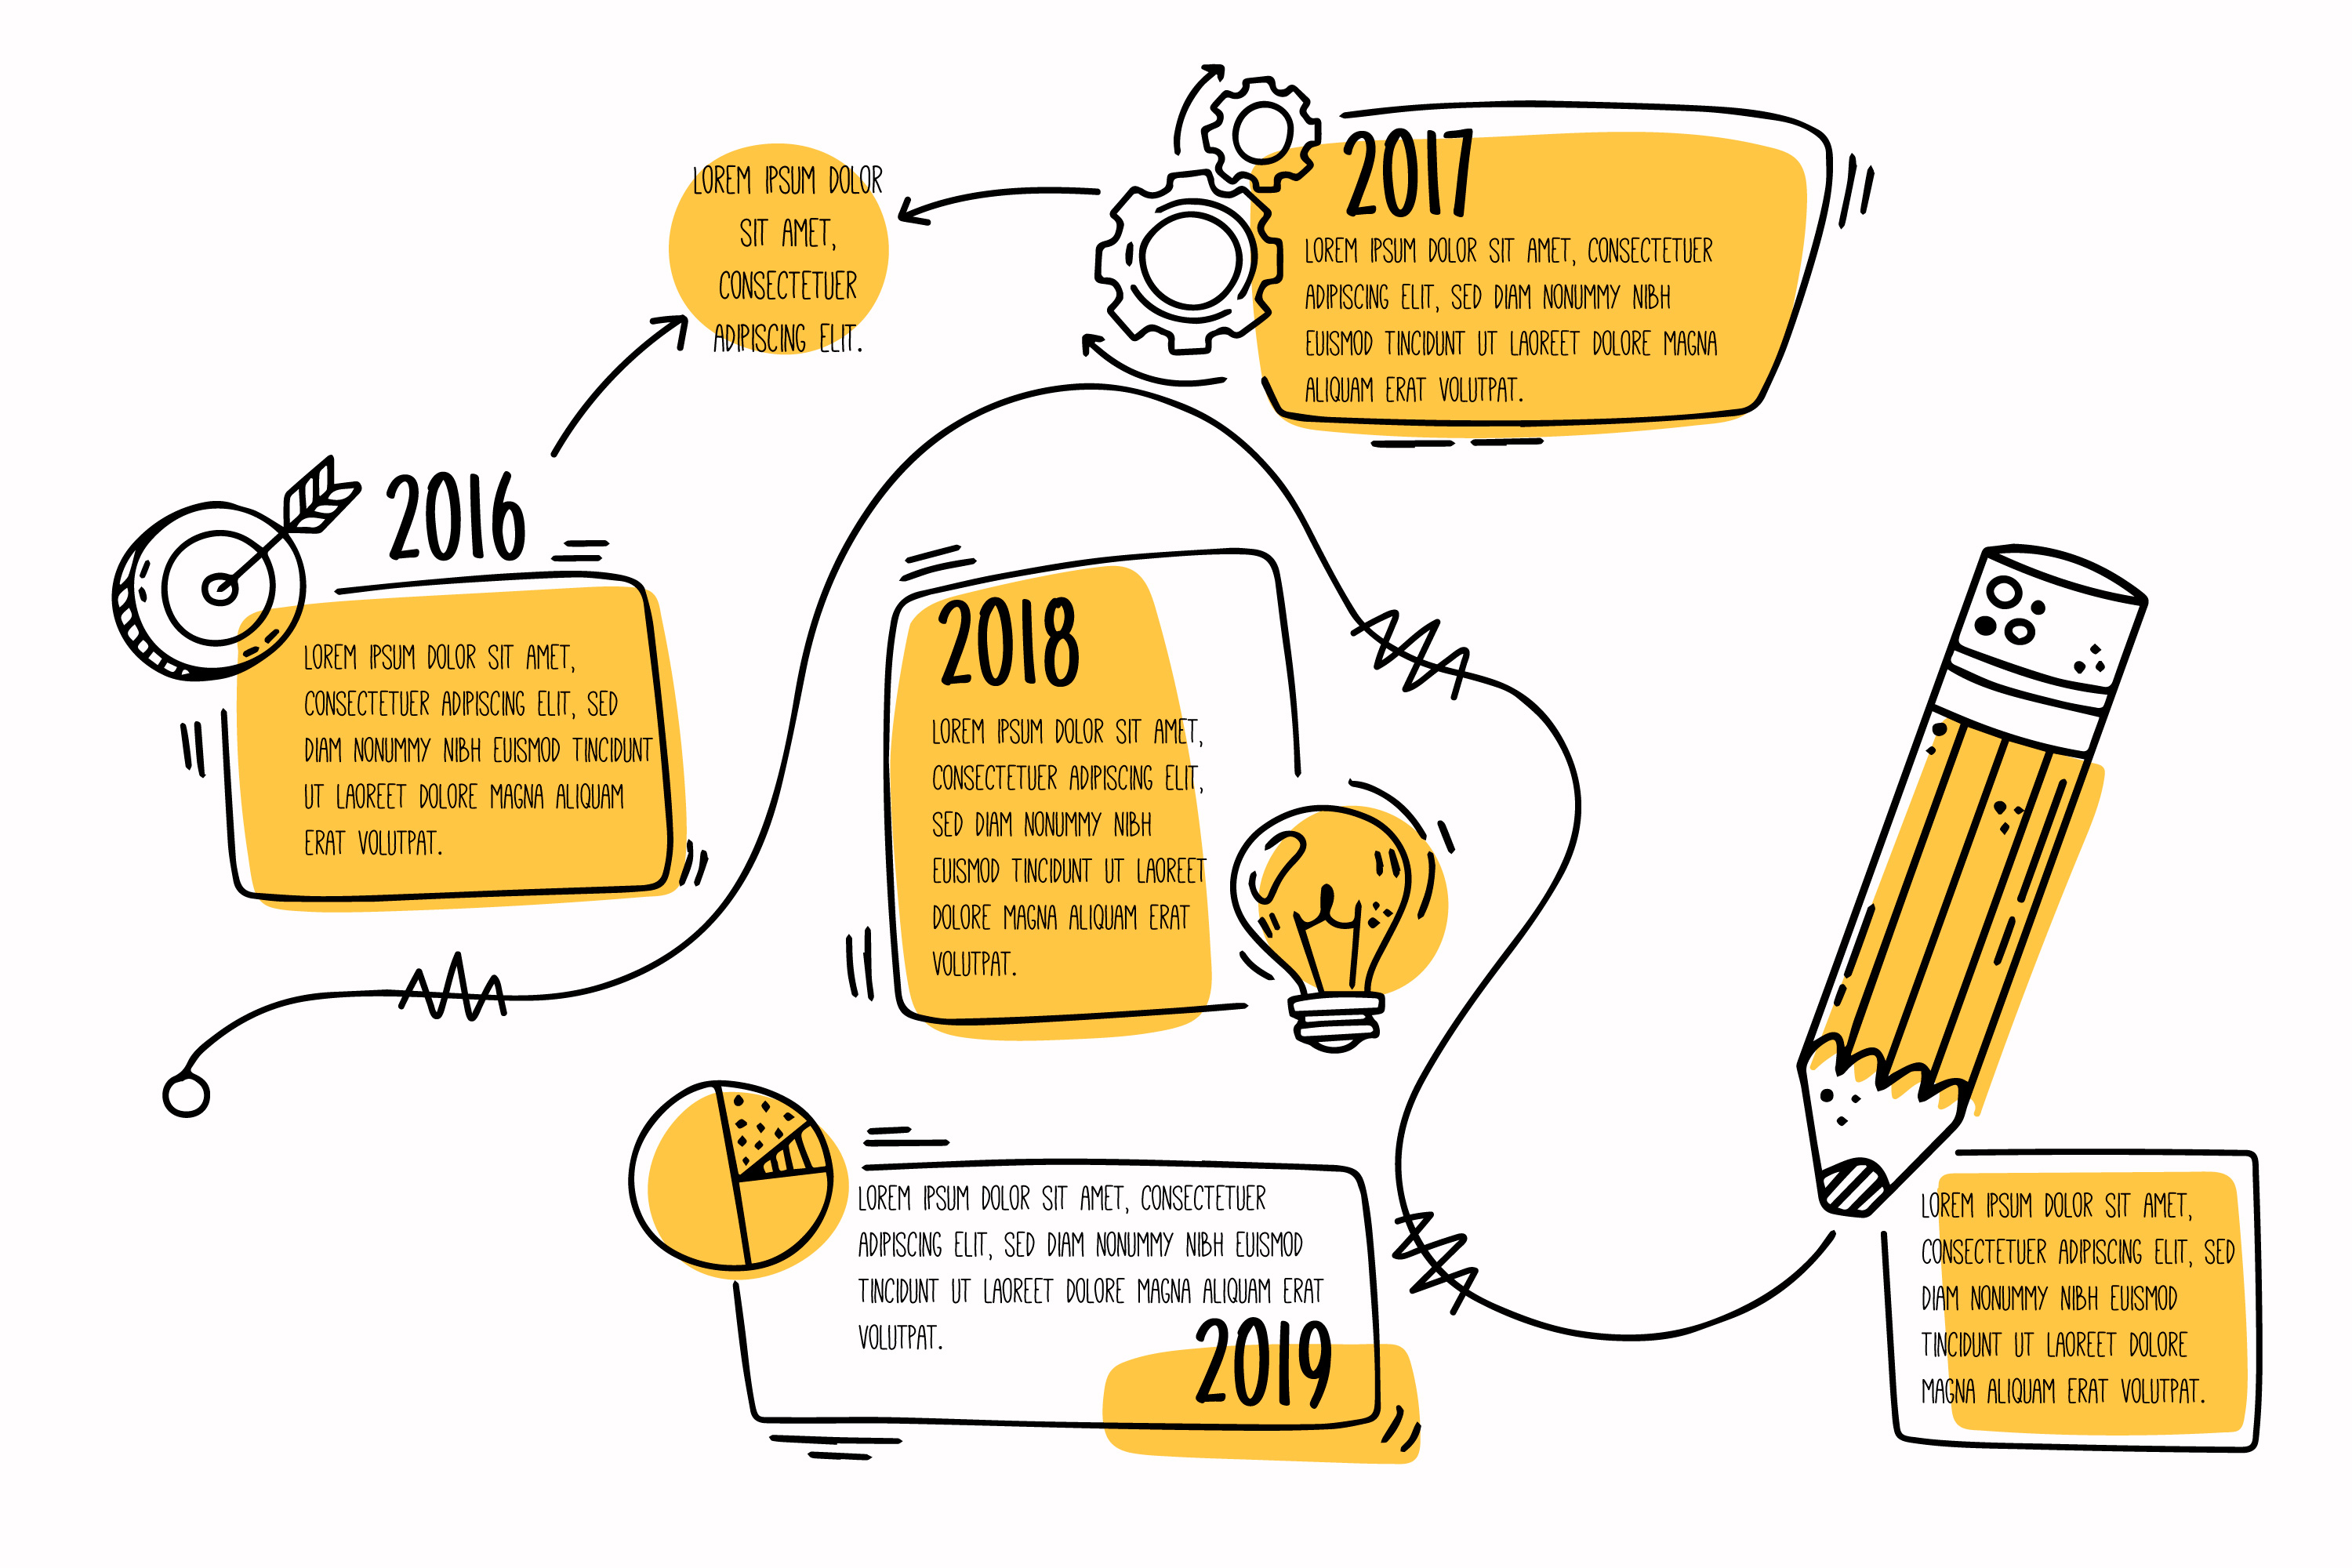 LOREM IPSUM DOLOR
SIT AMET,
CONSECTETUER
ADIPISCING ELIT.
2017
LOREM IPSUM DOLOR SIT AMET, CONSECTETUER
ADIPISCING ELIT, SED DIAM NONUMMY NIBH
EUISMOD TINCIDUNT UT LAOREET DOLORE MAGNA
ALIQUAM ERAT VOLUTPAT.
2016
LOREM IPSUM DOLOR SIT AMET,
CONSECTETUER ADIPISCING ELIT, SED
DIAM NONUMMY NIBH EUISMOD TINCIDUNT
UT LAOREET DOLORE MAGNA ALIQUAM
ERAT VOLUTPAT.
2018
LOREM IPSUM DOLOR SIT AMET,
CONSECTETUER ADIPISCING ELIT,
SED DIAM NONUMMY NIBH
EUISMOD TINCIDUNT UT LAOREET
DOLORE MAGNA ALIQUAM ERAT
VOLUTPAT.
LOREM IPSUM DOLOR SIT AMET, CONSECTETUER
ADIPISCING ELIT, SED DIAM NONUMMY NIBH EUISMOD
TINCIDUNT UT LAOREET DOLORE MAGNA ALIQUAM ERAT
VOLUTPAT.
2019
LOREM IPSUM DOLOR SIT AMET,
CONSECTETUER ADIPISCING ELIT, SED
DIAM NONUMMY NIBH EUISMOD
TINCIDUNT UT LAOREET DOLORE
MAGNA ALIQUAM ERAT VOLUTPAT.